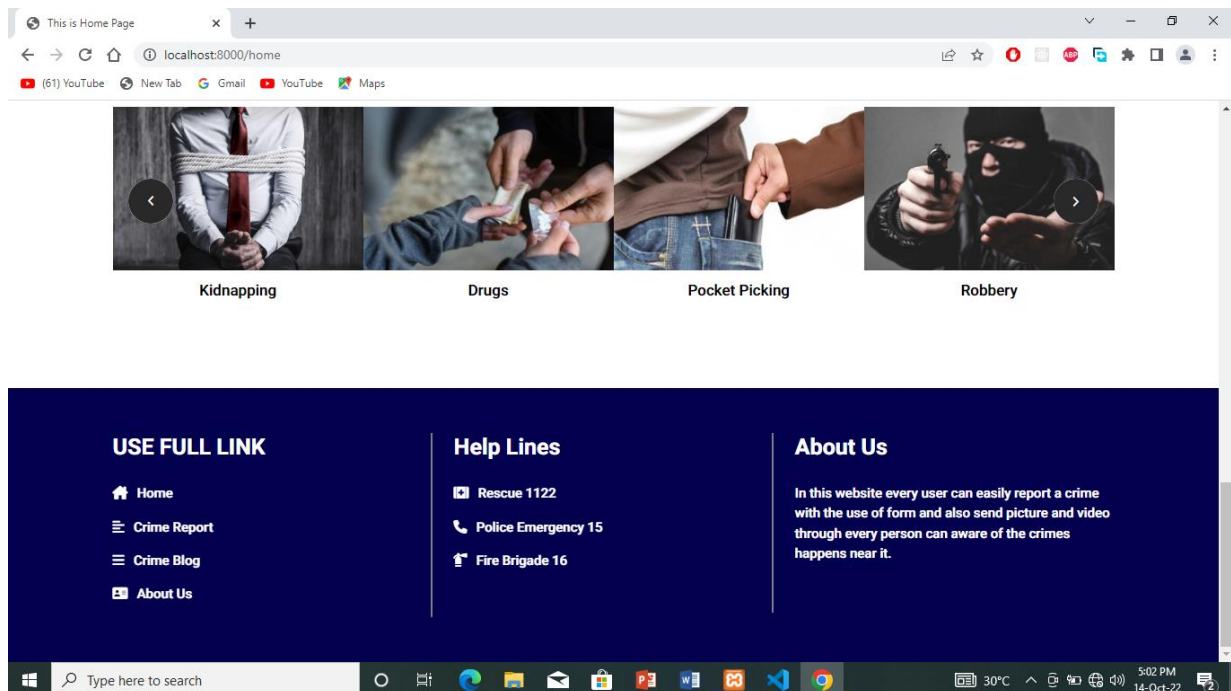 This is Home Page
localhost:8000/home
ABP
(61) YouTube
New Tab
Gmail
YouTube
Maps
Kidnapping
Drugs
Pocket Picking
Robbery
USE FULL LINK
Home
Crime Report
Crime Blog
About Us
Help Lines
Rescue 1122
Police Emergency 15
Fire Brigade 16
About Us
In this website every user can easily report a crime
with the use of form and also send picture and video
through every person can aware of the crimes
happens near it.
Type here to search
30°C
5:02 PM
14-Oct-22
2